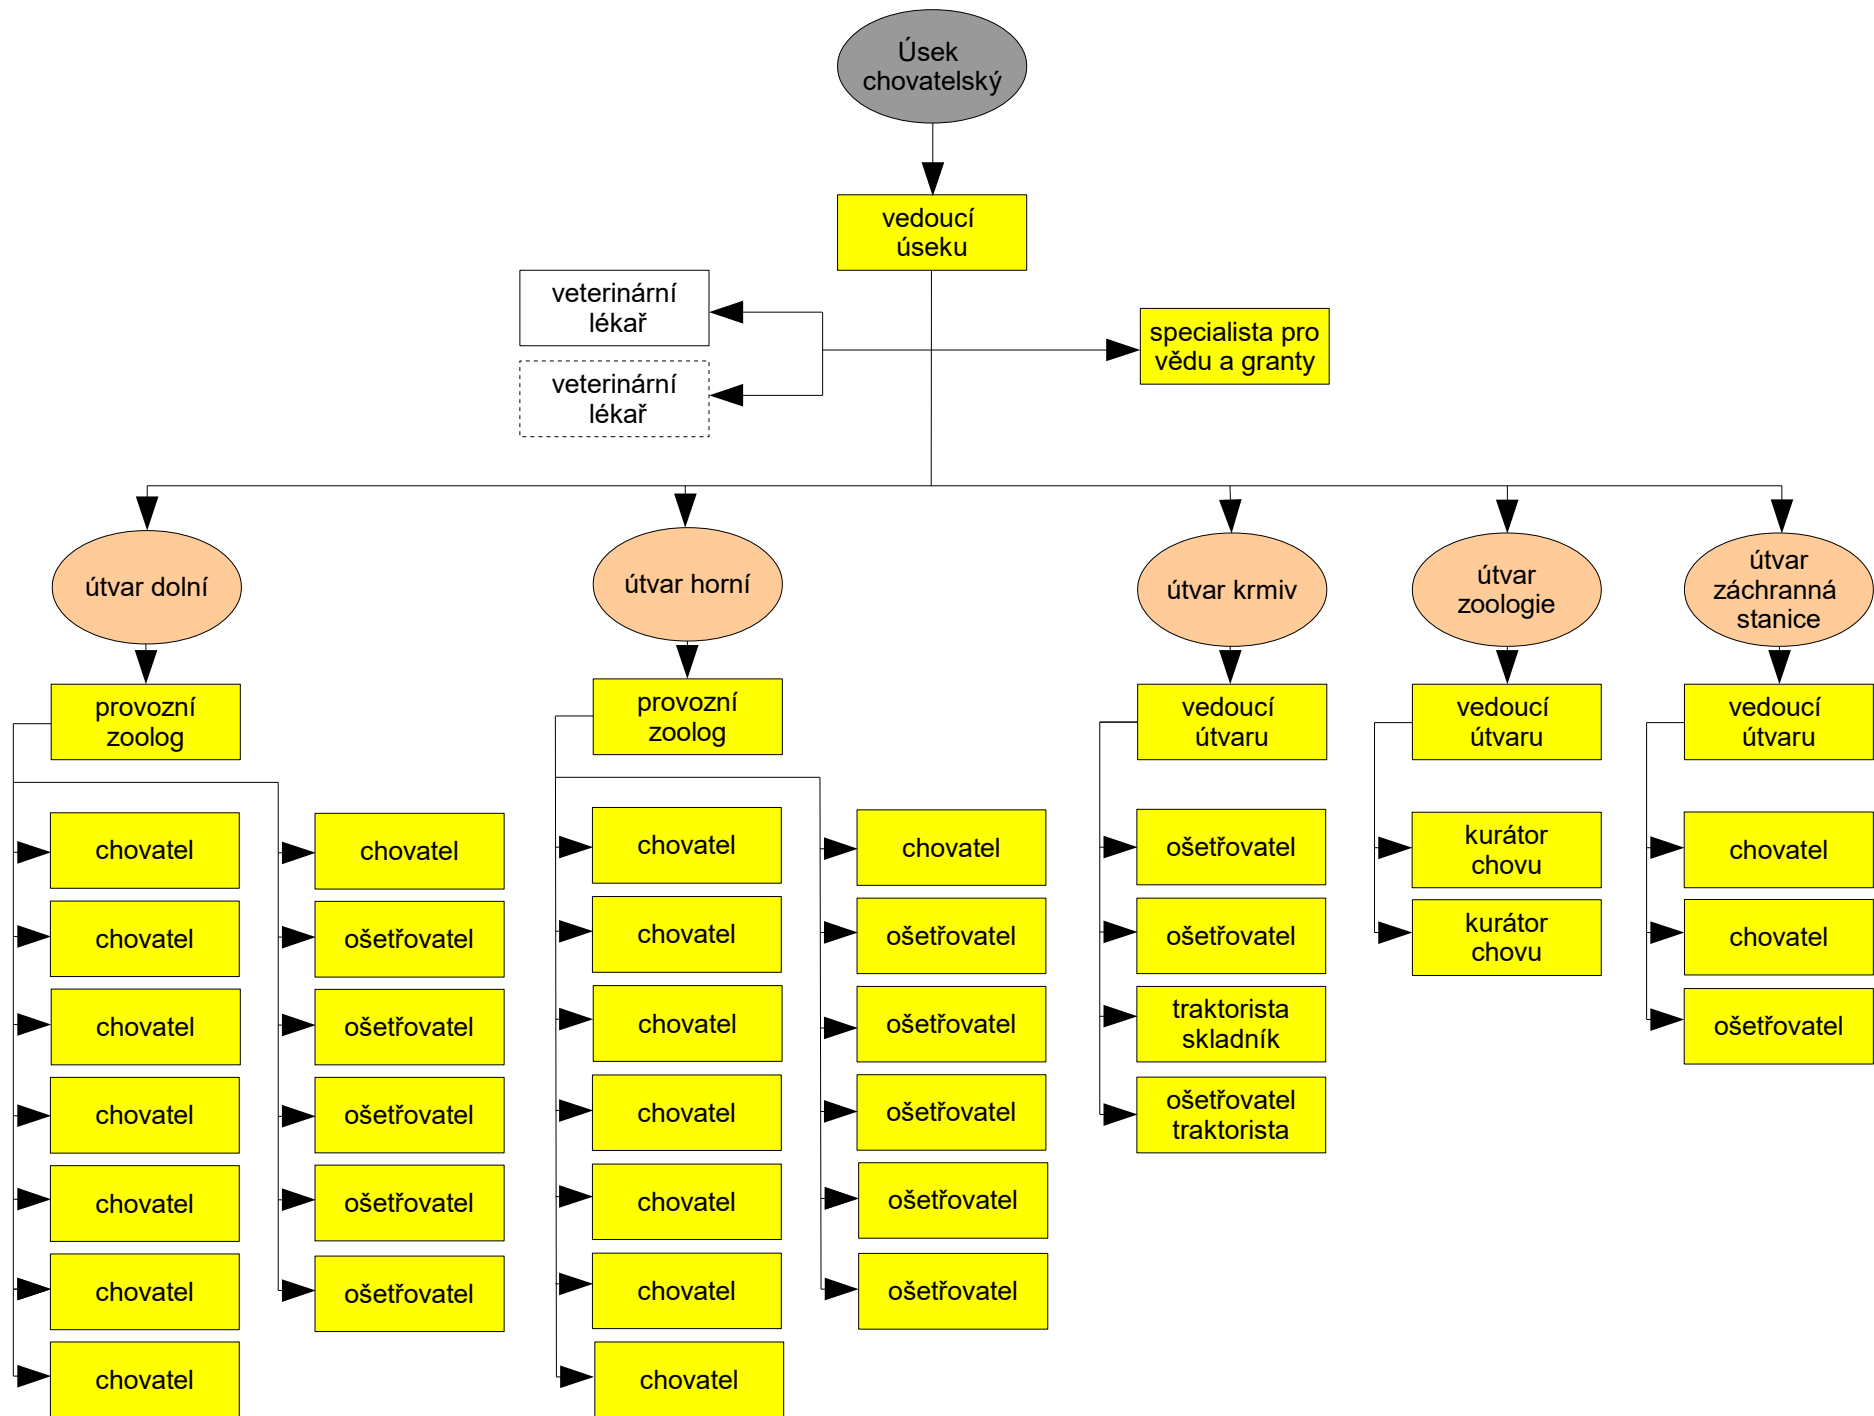 Úsek
chovatelský
vedoucí
úseku
veterinární
lékař
veterinární
lékař
specialista pro
vědu a granty
útvar dolní
útvar horní
útvar krmiv
útvar
zoologie
útvar
záchranná
stanice
provozní
zoolog
provozní
zoolog
vedoucí
útvaru
vedoucí
útvaru
vedoucí
útvaru
chovatel
chovatel
chovatel
chovatel
chovatel
chovatel
chovatel
chovatel
ošetřovatel
ošetřovatel
ošetřovatel
ošetřovatel
ošetřovatel
chovatel
chovatel
chovatel
chovatel
chovatel
chovatel
chovatel
chovatel
ošetřovatel
ošetřovatel
ošetřovatel
ošetřovatel
ošetřovatel
ošetřovatel
ošetřovatel
traktorista
skladník
ošetřovatel
traktorista
kurátor
chovu
kurátor
chovu
chovatel
chovatel
ošetřovatel